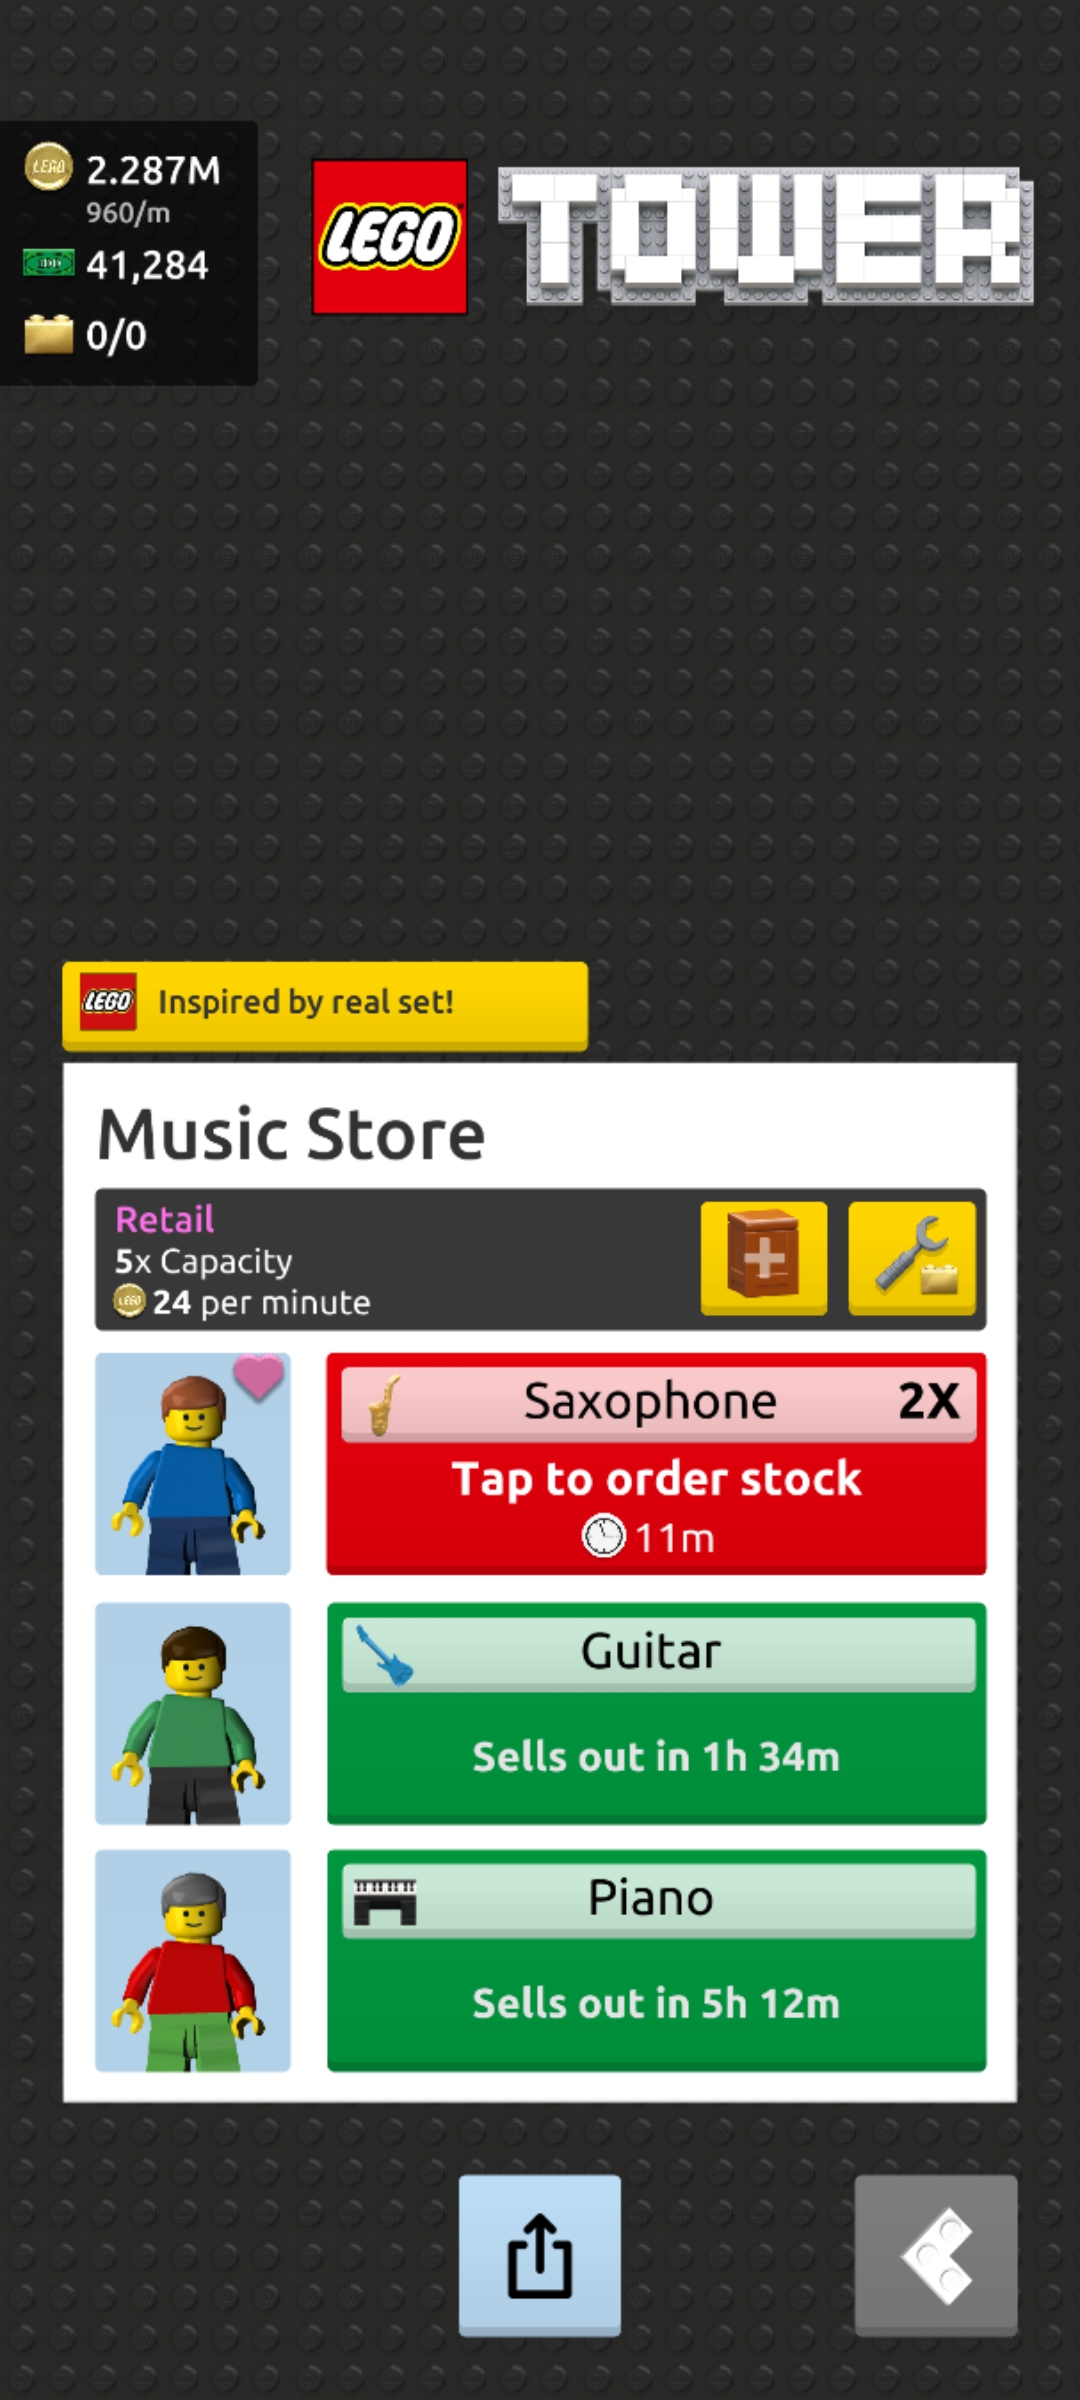 2.287M
960/m
41,284
0/0
LEGO TOWER
LEGO Inspired by real set!
Music Store
Retail
5x Capacity
24 per minute
Saxophone 2X
Tap to order stock
11m
Guitar
Sells out in 1h 34m
Piano
Sells out in 5h 12m